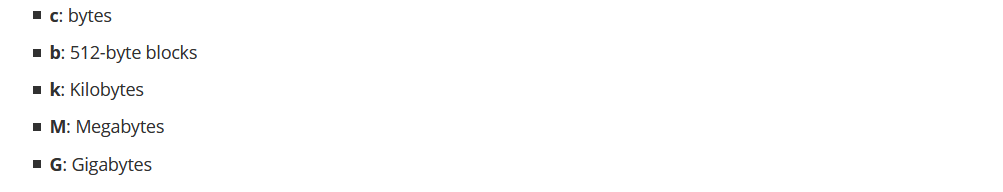 c: bytes
b: 512-byte blocks
k: Kilobytes
M: Megabytes
G: Gigabytes